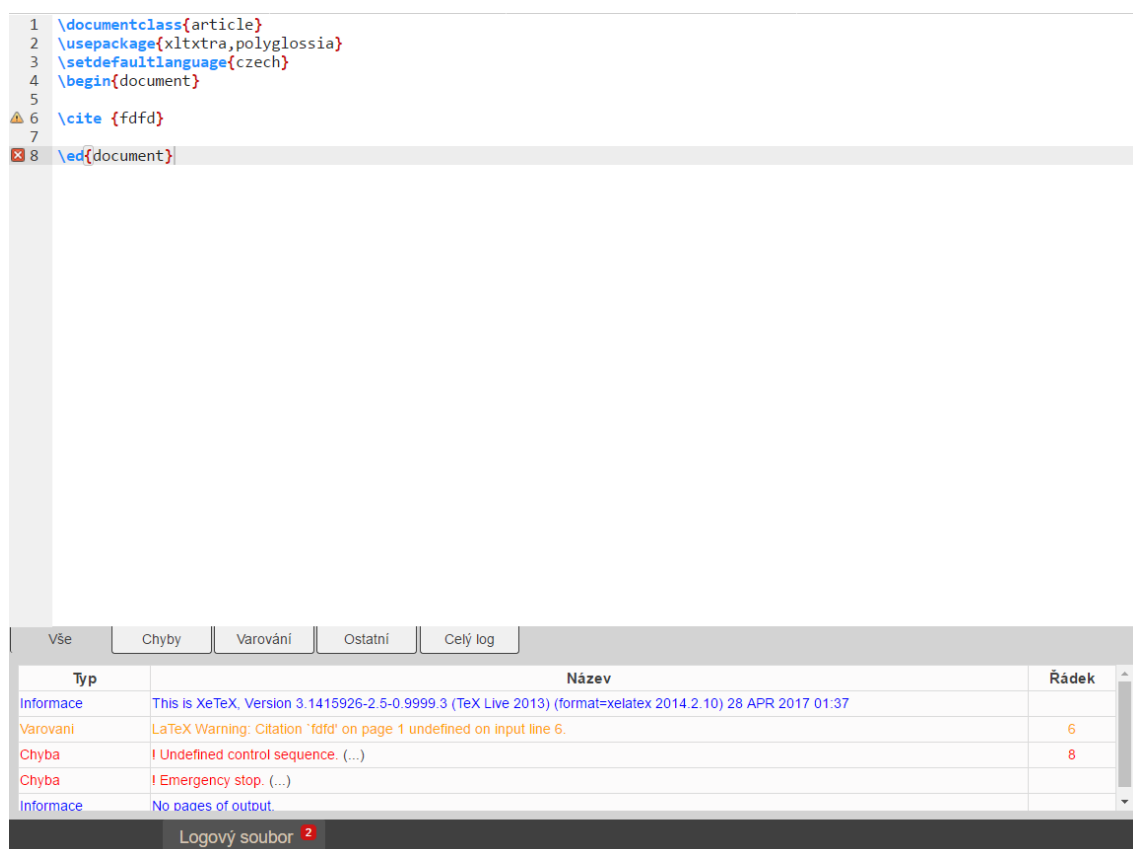 1 \documentclass{article}
2 \usepackage{xltxtra,polyglossia}
3 \setdefaultlanguage{czech}
4 \begin{document}
5
6 \cite {fdfd}
7
8 \ed{document}
Vše Chyby Varování Ostatní Celý log
Typ Název Řádek
Informace This is XeTeX, Version 3.1415926-2.5-0.9999.3 (TeX Live 2013) (format=xelatex 2014.2.10) 28 APR 2017 01:37
Varovani LaTeX Warning: Citation `fdfd' on page 1 undefined on input line 6. 6
Chyba ! Undefined control sequence. (...) 8
Chyba ! Emergency stop. (...)
Informace No pages of output.
Logový soubor 2